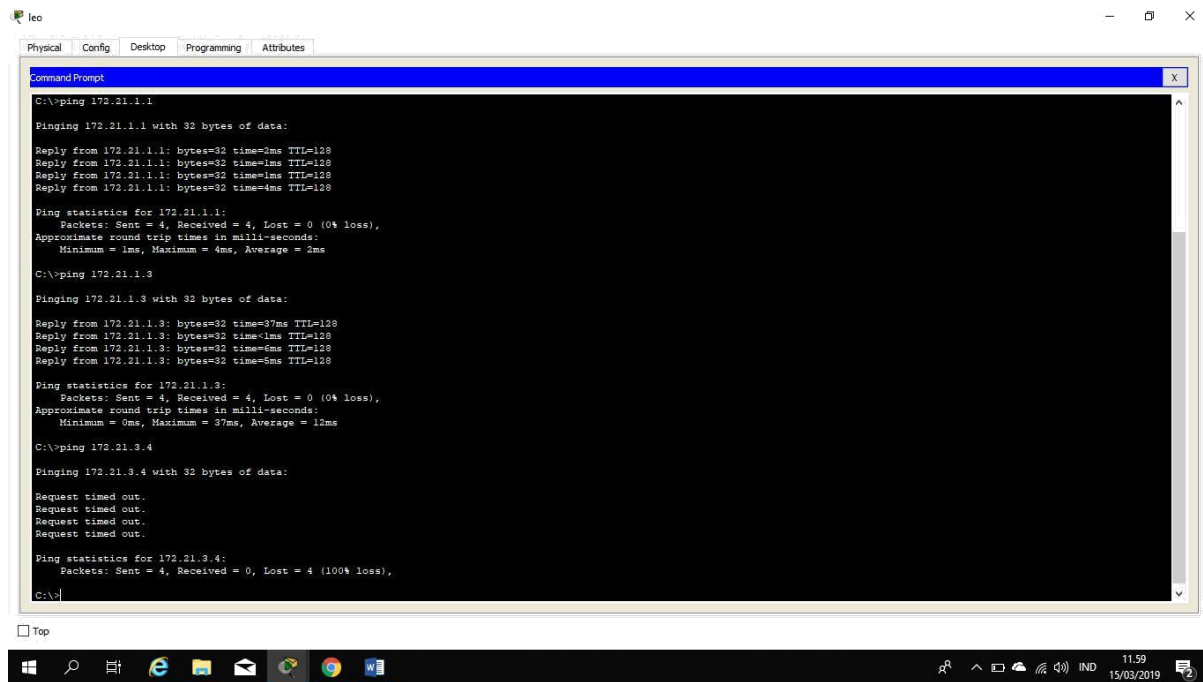 leo
Physical Config Desktop Programming Attributes
Command Prompt
X
C:\>ping 172.21.1.1
Pinging 172.21.1.1 with 32 bytes of data:
Reply from 172.21.1.1: bytes=32 time=2ms TTL=128
Reply from 172.21.1.1: bytes=32 time=1ms TTL=128
Reply from 172.21.1.1: bytes=32 time=1ms TTL=128
Reply from 172.21.1.1: bytes=32 time=4ms TTL=128
Ping statistics for 172.21.1.1:
Packets: Sent = 4, Received = 4, Lost = 0 (0% loss),
Approximate round trip times in milli-seconds:
Minimum = 1ms, Maximum = 4ms, Average = 2ms
C:\>ping 172.21.1.3
Pinging 172.21.1.3 with 32 bytes of data:
Reply from 172.21.1.3: bytes=32 time=37ms TTL=128
Reply from 172.21.1.3: bytes=32 time<1ms TTL=128
Reply from 172.21.1.3: bytes=32 time=6ms TTL=128
Reply from 172.21.1.3: bytes=32 time=5ms TTL=128
Ping statistics for 172.21.1.3:
Packets: Sent = 4, Received = 4, Lost = 0 (0% loss),
Approximate round trip times in milli-seconds:
Minimum = 0ms, Maximum = 37ms, Average = 12ms
C:\>ping 172.21.3.4
Pinging 172.21.3.4 with 32 bytes of data:
Request timed out.
Request timed out.
Request timed out.
Request timed out.
Ping statistics for 172.21.3.4:
Packets: Sent = 4, Received = 0, Lost = 4 (100% loss),
C:\>
Top
IND
11.59
15/03/2019
2